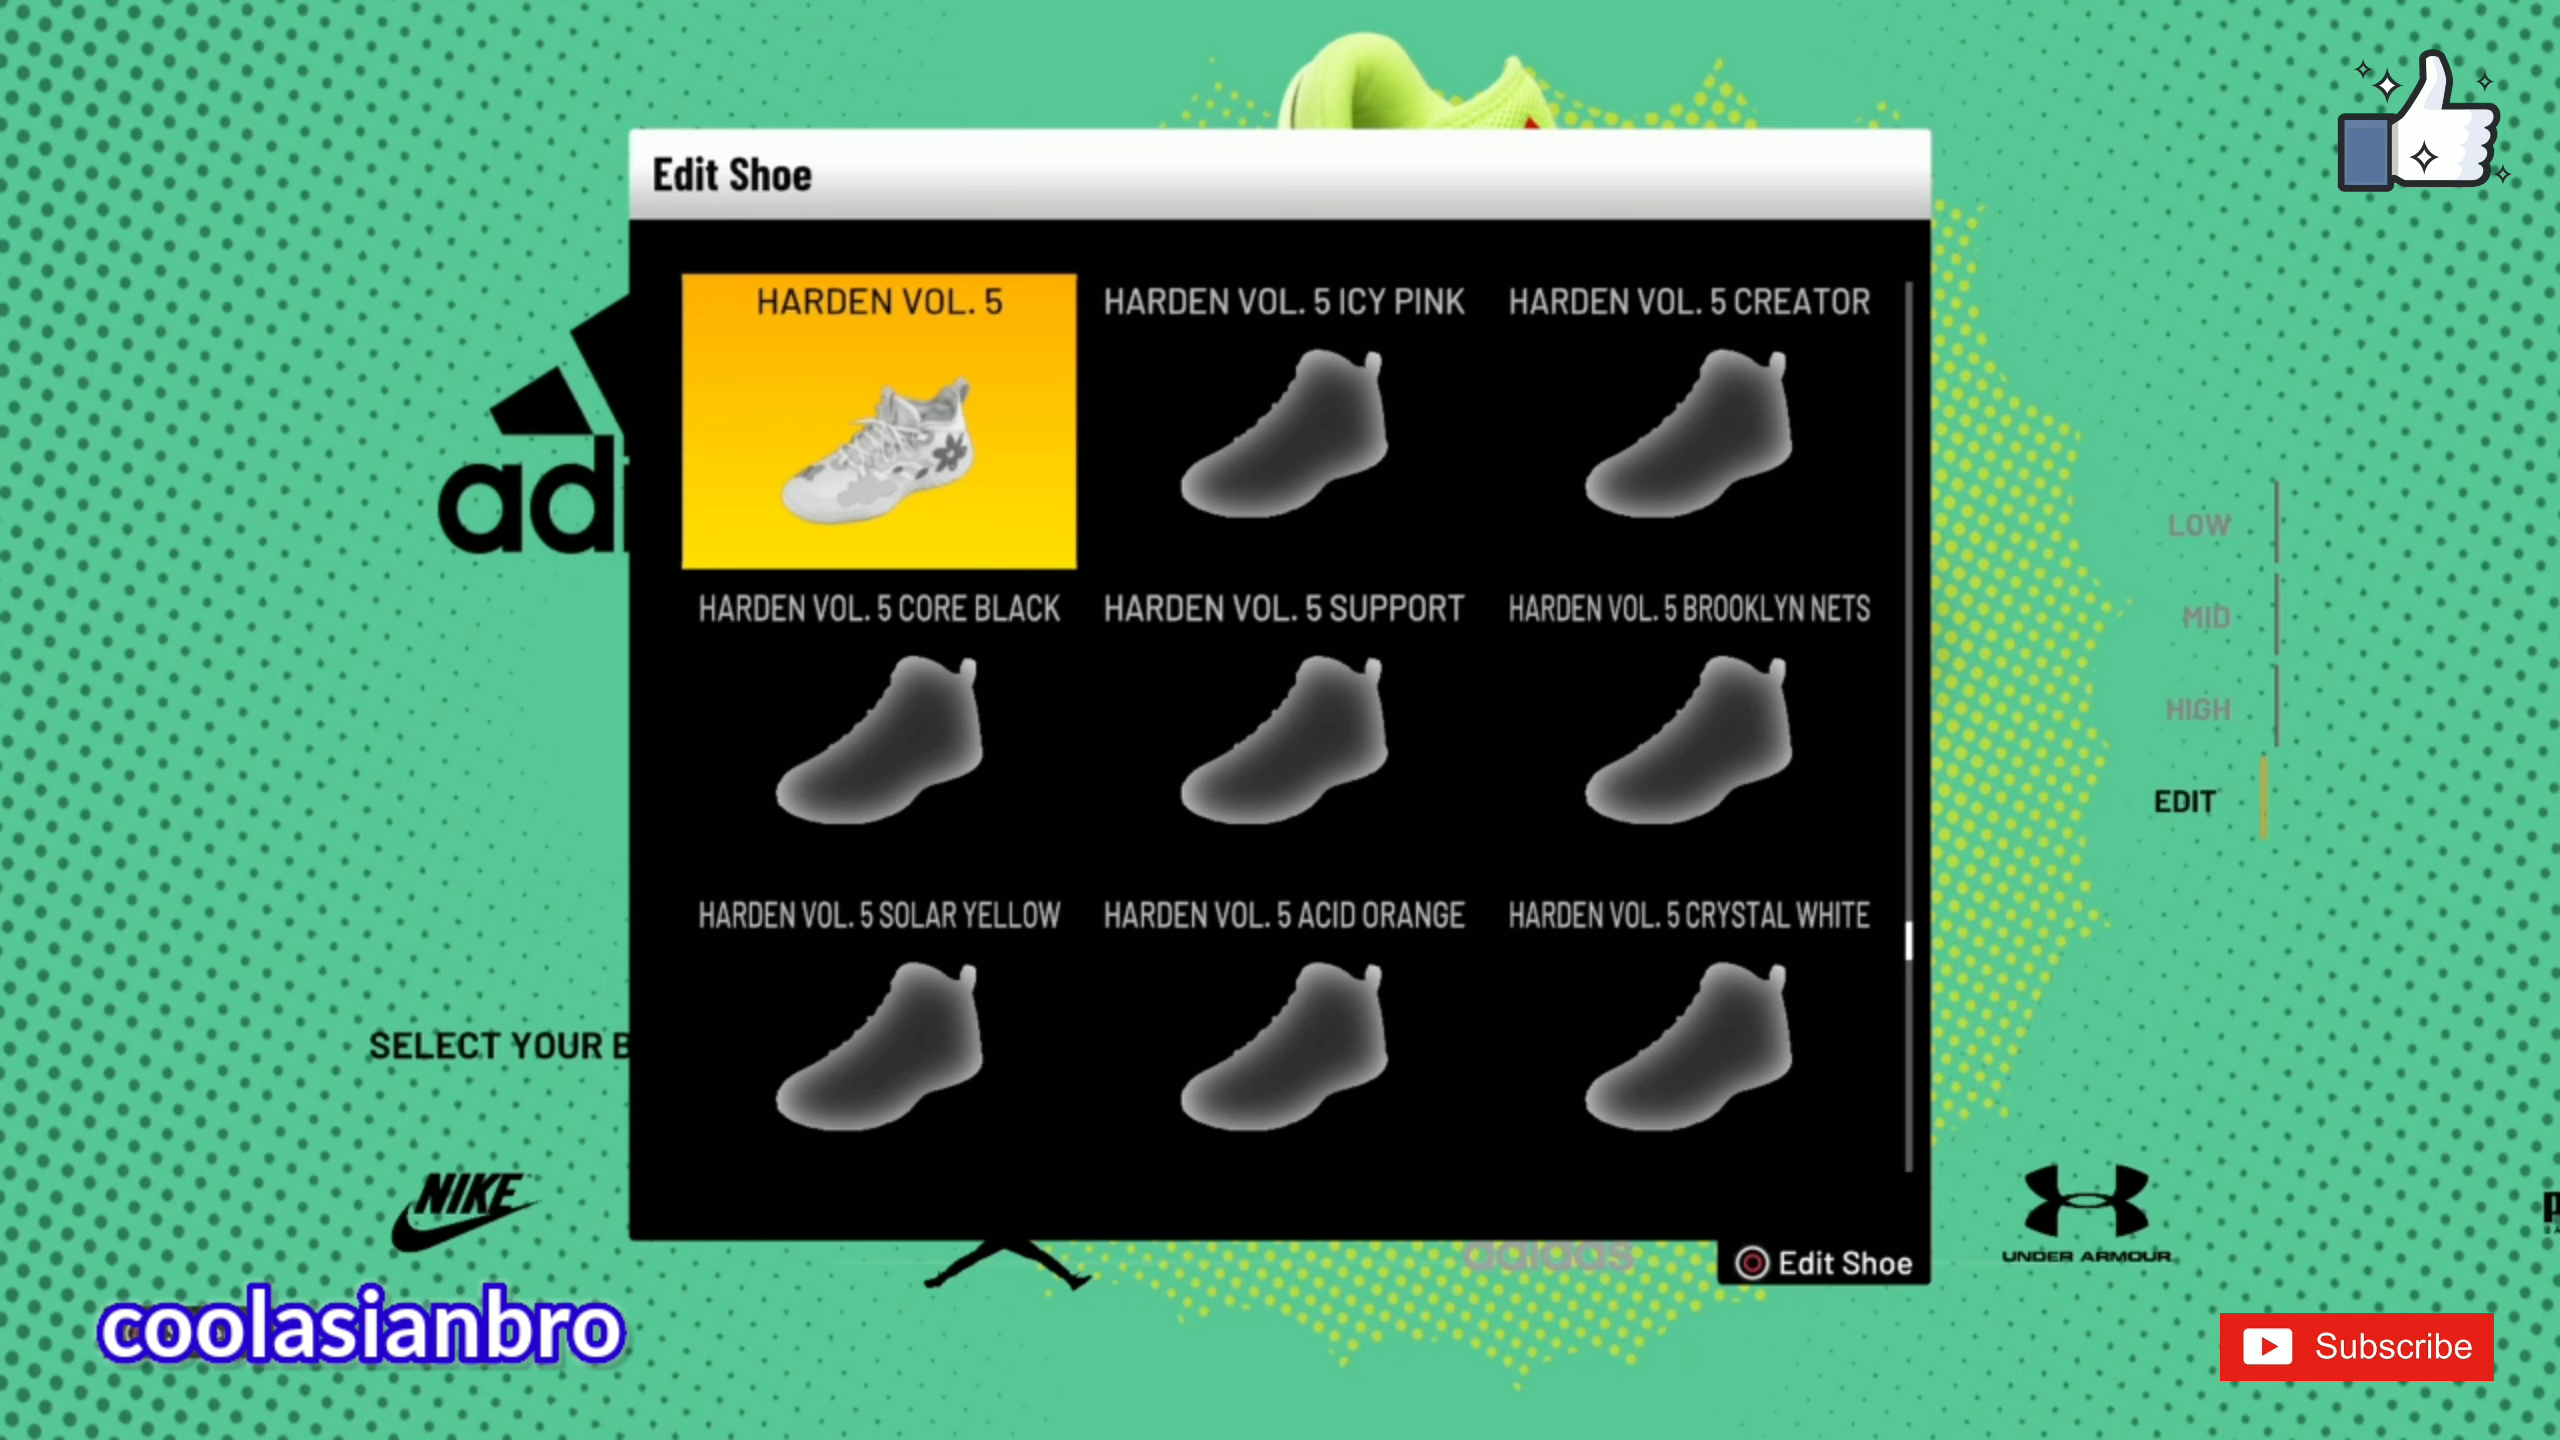 Edit Shoe
HARDEN VOL. 5
HARDEN VOL. 5 ICY PINK
HARDEN VOL. 5 CREATOR
HARDEN VOL. 5 CORE BLACK
HARDEN VOL. 5 SUPPORT
HARDEN VOL. 5 BROOKLYN NETS
HARDEN VOL. 5 SOLAR YELLOW
HARDEN VOL. 5 ACID ORANGE
HARDEN VOL. 5 CRYSTAL WHITE
adi
LOW
MID
HIGH
EDIT
SELECT YOUR B
NIKE
adidas
Edit Shoe
UNDER ARMOUR
coolasianbro
Subscribe